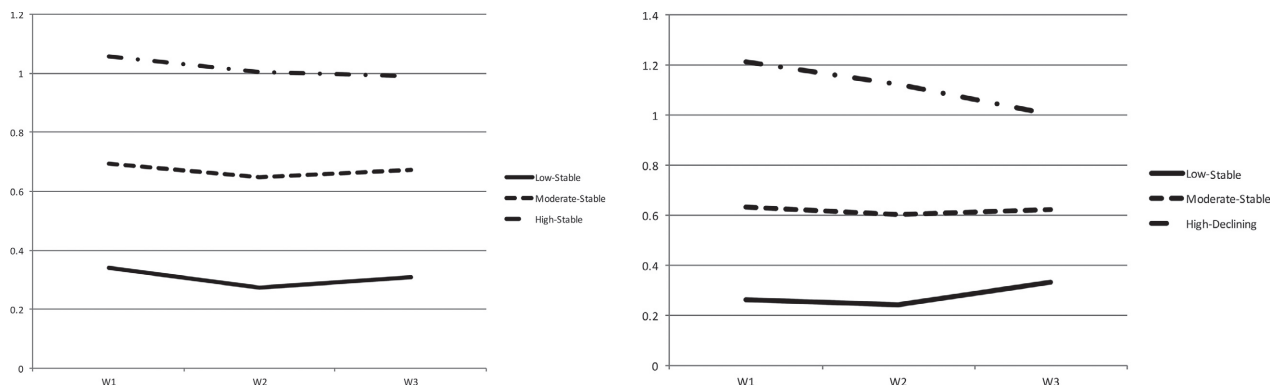 1.2
1
0.8
0.6
0.4
0.2
0
W1 W2 W3
Low-Stable
Moderate-Stable
High-Stable
1.4
1.2
1
0.8
0.6
0.4
0.2
0
W1 W2 W3
Low-Stable
Moderate-Stable
High-Declining